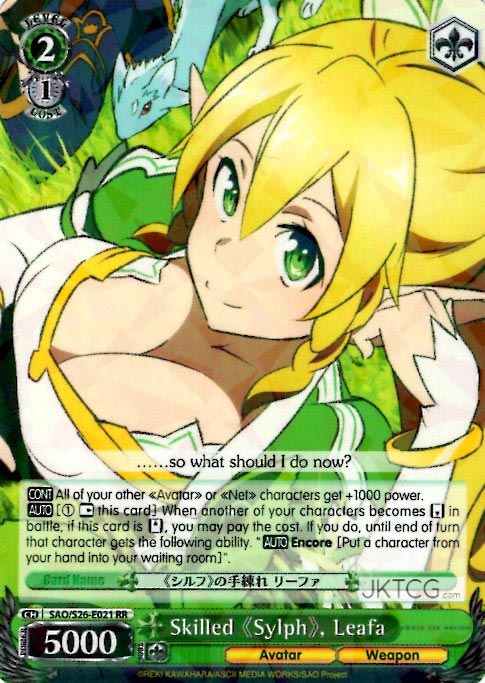 LEVEL
2
1
COST
……so what should I do now?
CONT All of your other «Avatar» or «Net» characters get +1000 power.
AUTO [① this card] When another of your characters becomes [ ] in
battle, if this card is [ ], you may pay the cost. If you do, until end of turn
that character gets the following ability. "AUTO Encore [Put a character from
your hand into your waiting room]".
Card Name
《シルフ》の手練れ リーファ
JKTCG.com
CH SAO/S26-E021 RR
POWER
5000
SOUL
Skilled 《Sylph》, Leafa
Avatar
Weapon
©REKI KAWAHARA/ASCII MEDIA WORKS/SAO Project